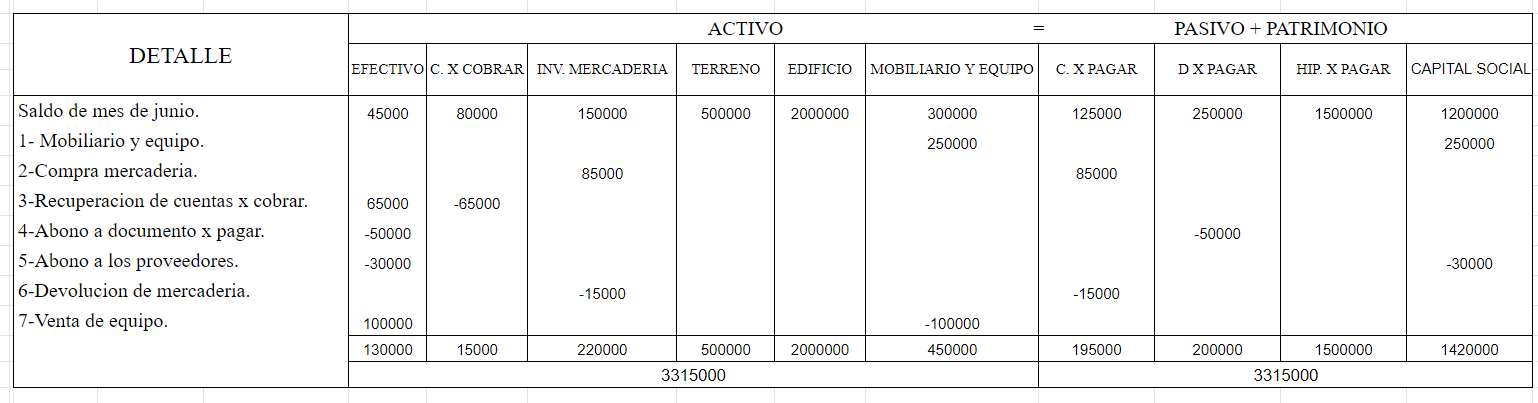 ACTIVO = PASIVO + PATRIMONIO
DETALLE
EFECTIVO C. X COBRAR INV. MERCADERIA TERRENO EDIFICIO MOBILIARIO Y EQUIPO C. X PAGAR D X PAGAR HIP. X PAGAR CAPITAL SOCIAL
Saldo de mes de junio. 45000 80000 150000 500000 2000000 300000 125000 250000 1500000 1200000
1- Mobiliario y equipo. 250000 250000
2-Compra mercaderia. 85000 85000
3-Recuperacion de cuentas x cobrar. 65000 -65000
4-Abono a documento x pagar. -50000 -50000
5-Abono a los proveedores. -30000 -30000
6-Devolucion de mercaderia. -15000 -15000
7-Venta de equipo. 100000 -100000
130000 15000 220000 500000 2000000 450000 195000 200000 1500000 1420000
3315000 3315000